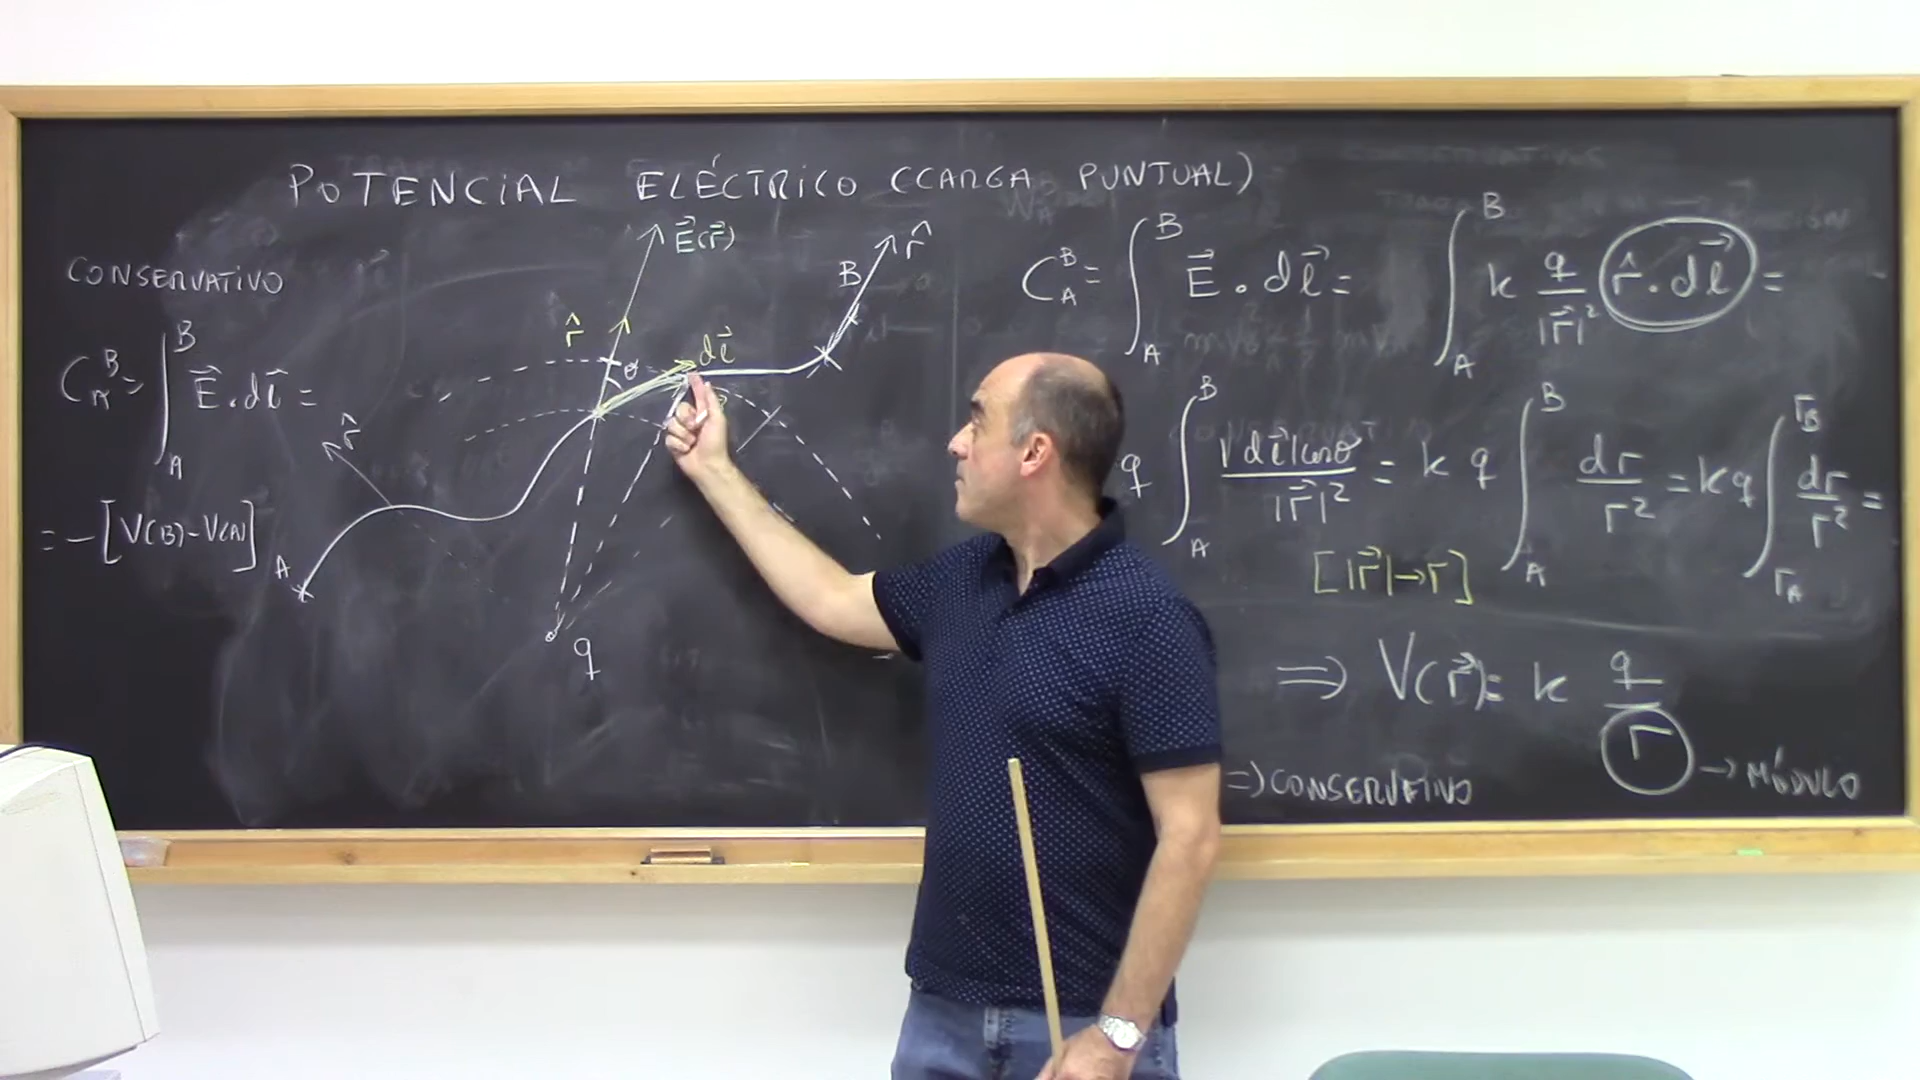 POTENCIAL ELÉCTRICO (CARGA PUNTUAL)
CONSERVATIVO
C_A^B = ∫_A^B E⃗ . dl⃗ =
= - [V(B) - V(A)]
E⃗(r⃗)
r̂
B
r̂
θ
dl⃗
r̂
A
q
C_A^B = ∫_A^B E⃗ . dl⃗ = ∫_A^B k q/|r⃗|² r̂ . dl⃗ =
q ∫_A^B |dl⃗|cosθ/|r⃗|² = k q ∫_A^B dr/r² = k q ∫_{r_A}^{r_B} dr/r² =
[|r⃗| → r]
⇒ V(r⃗) = k q/r → MÓDULO
⇒ CONSERVATIVO